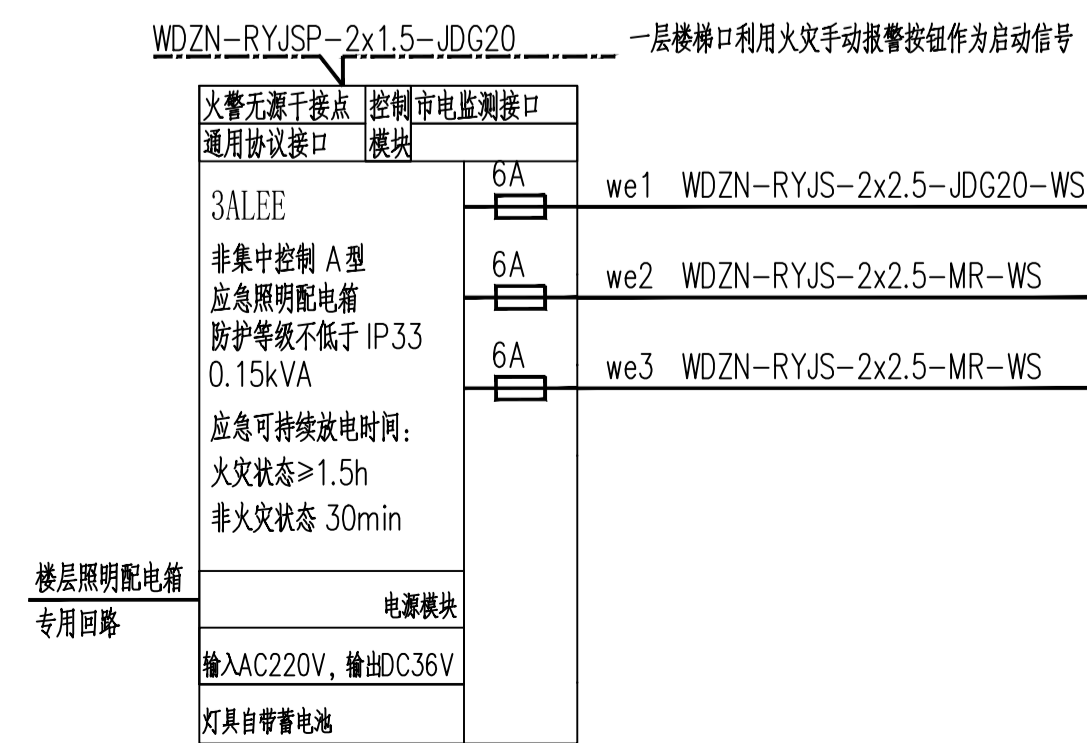 WDZN-RYJSP-2x1.5-JDG20 一层楼梯口利用火灾手动报警按钮作为启动信号
火警无源干接点 控制 市电监测接口
通用协议接口 模块
6A we1 WDZN-RYJS-2x2.5-JDG20-WS
3ALEE
非集中控制 A型
6A we2 WDZN-RYJS-2x2.5-MR-WS
应急照明配电箱
防护等级不低于 IP33
6A we3 WDZN-RYJS-2x2.5-MR-WS
0.15kVA
应急可持续放电时间:
火灾状态≥1.5h
非火灾状态 30min
楼层照明配电箱
专用回路
电源模块
输入AC220V, 输出DC36V
灯具自带蓄电池